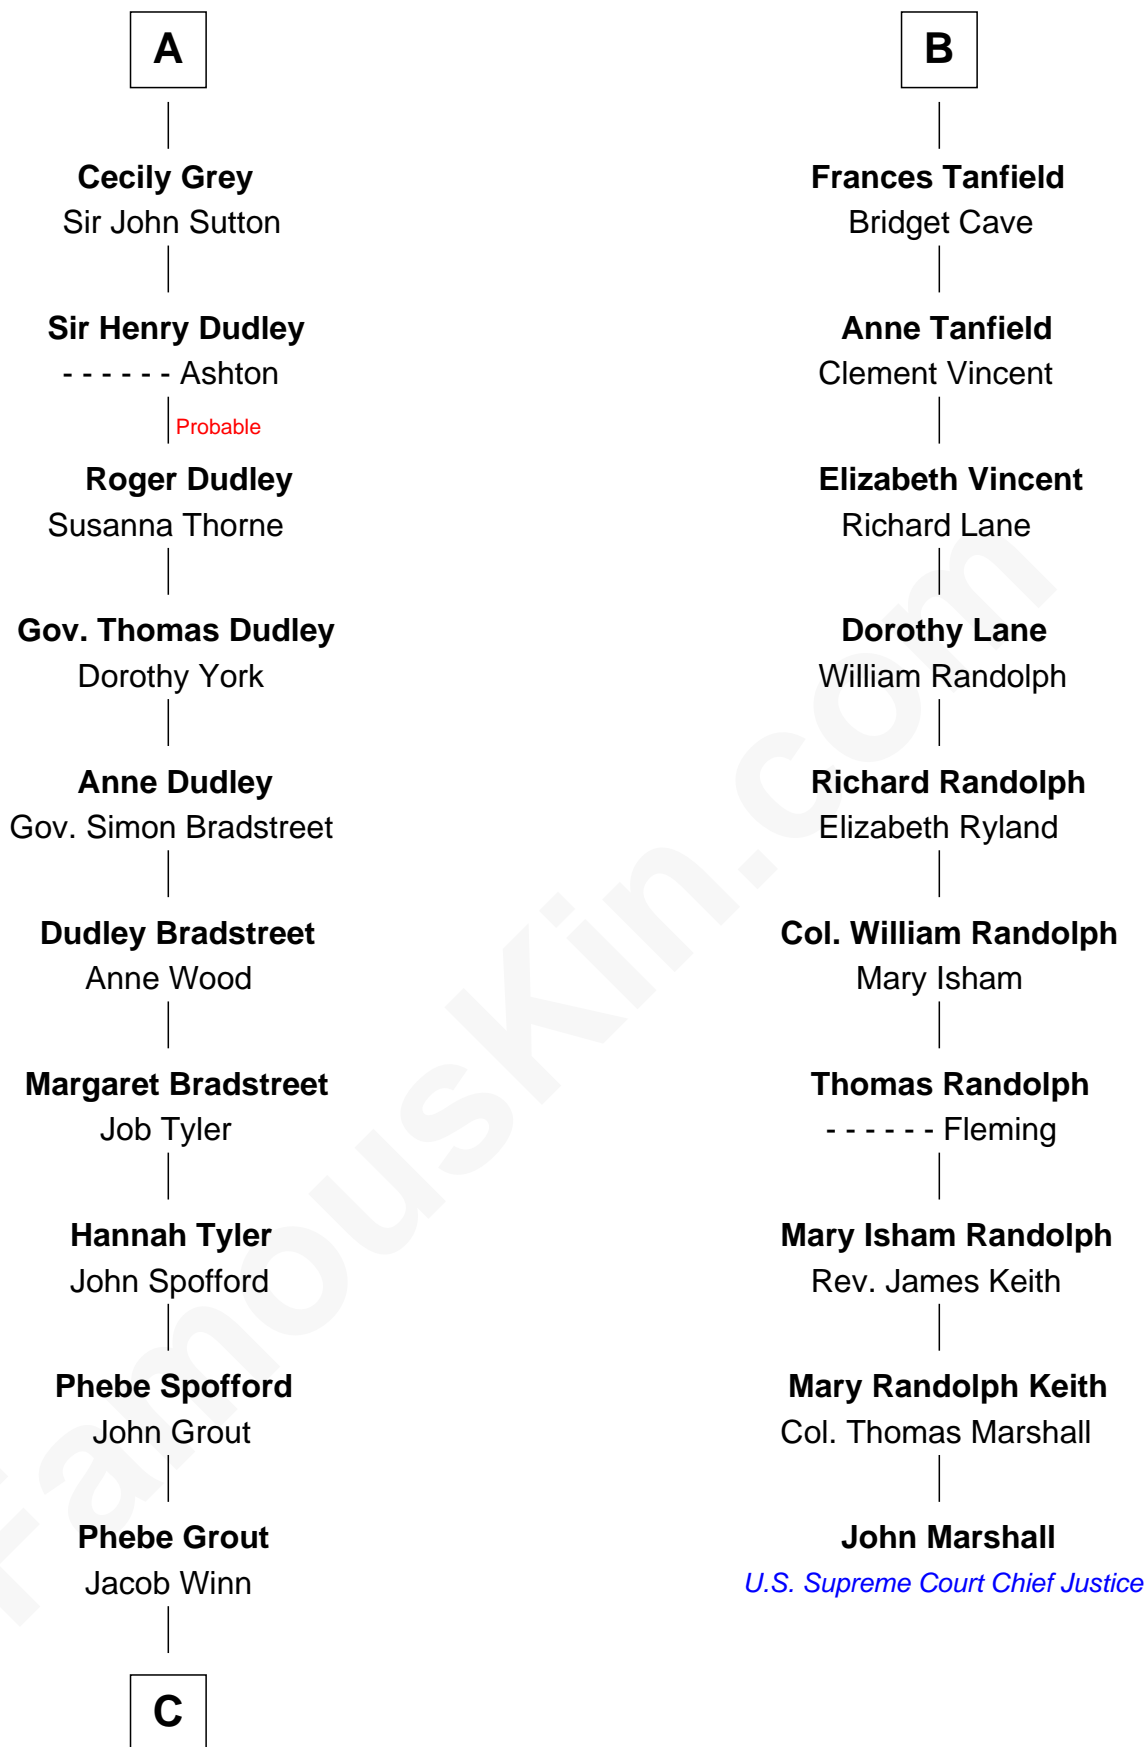 A
Cecily Grey
Sir John Sutton
Sir Henry Dudley
- - - - - - Ashton
Probable
Roger Dudley
Susanna Thorne
Gov. Thomas Dudley
Dorothy York
Anne Dudley
Gov. Simon Bradstreet
Dudley Bradstreet
Anne Wood
Margaret Bradstreet
Job Tyler
Hannah Tyler
John Spofford
Phebe Spofford
John Grout
Phebe Grout
Jacob Winn
C
B
Frances Tanfield
Bridget Cave
Anne Tanfield
Clement Vincent
Elizabeth Vincent
Richard Lane
Dorothy Lane
William Randolph
Richard Randolph
Elizabeth Ryland
Col. William Randolph
Mary Isham
Thomas Randolph
- - - - - - Fleming
Mary Isham Randolph
Rev. James Keith
Mary Randolph Keith
Col. Thomas Marshall
John Marshall
U.S. Supreme Court Chief Justice
FamousKin.com